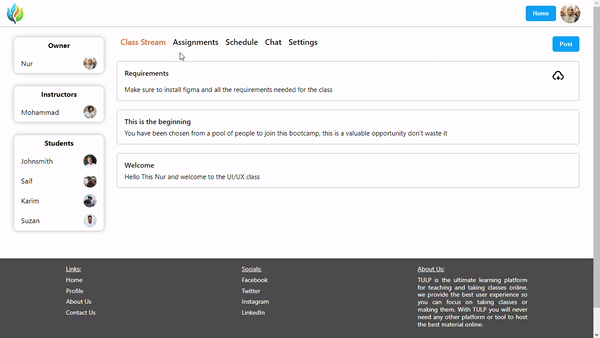 Home
Owner
Nur
Instructors
Mohammad
Students
Johnsmith
Saif
Karim
Suzan
Class Stream Assignments Schedule Chat Settings
Post
Requirements
Make sure to install figma and all the requirements needed for the class
This is the beginning
You have been chosen from a pool of people to join this bootcamp, this is a valuable opportunity don't waste it
Welcome
Hello This Nur and welcome to the UI/UX class
Links:
Home
Profile
About Us
Contact Us
Socials:
Facebook
Twitter
Instagram
LinkedIn
About Us:
TULP is the ultimate learning platform
for teaching and taking classes online,
we provide the best user experience so
you can focus on taking classes or
making them. With TULP you will never
need any other platform or tool to host
the best material online.